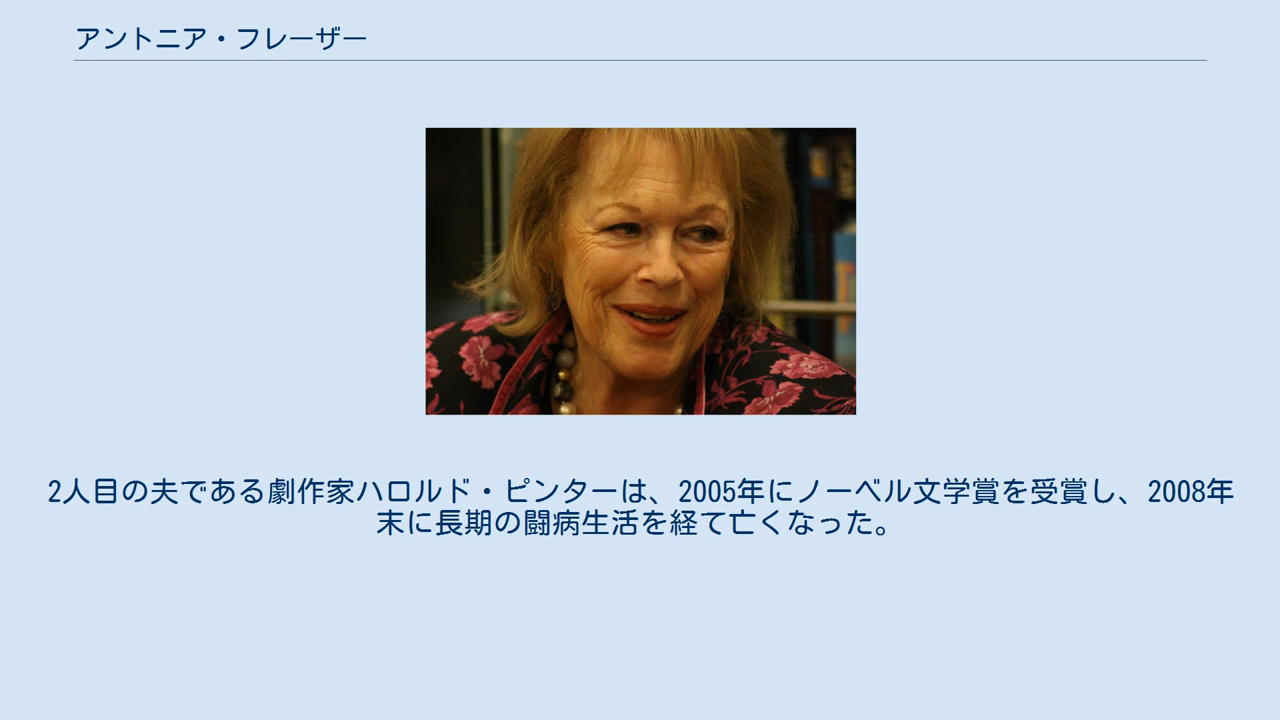 アントニア・フレーザー
2人目の夫である劇作家ハロルド・ピンターは、2005年にノーベル文学賞を受賞し、2008年
末に長期の闘病生活を経て亡くなった。